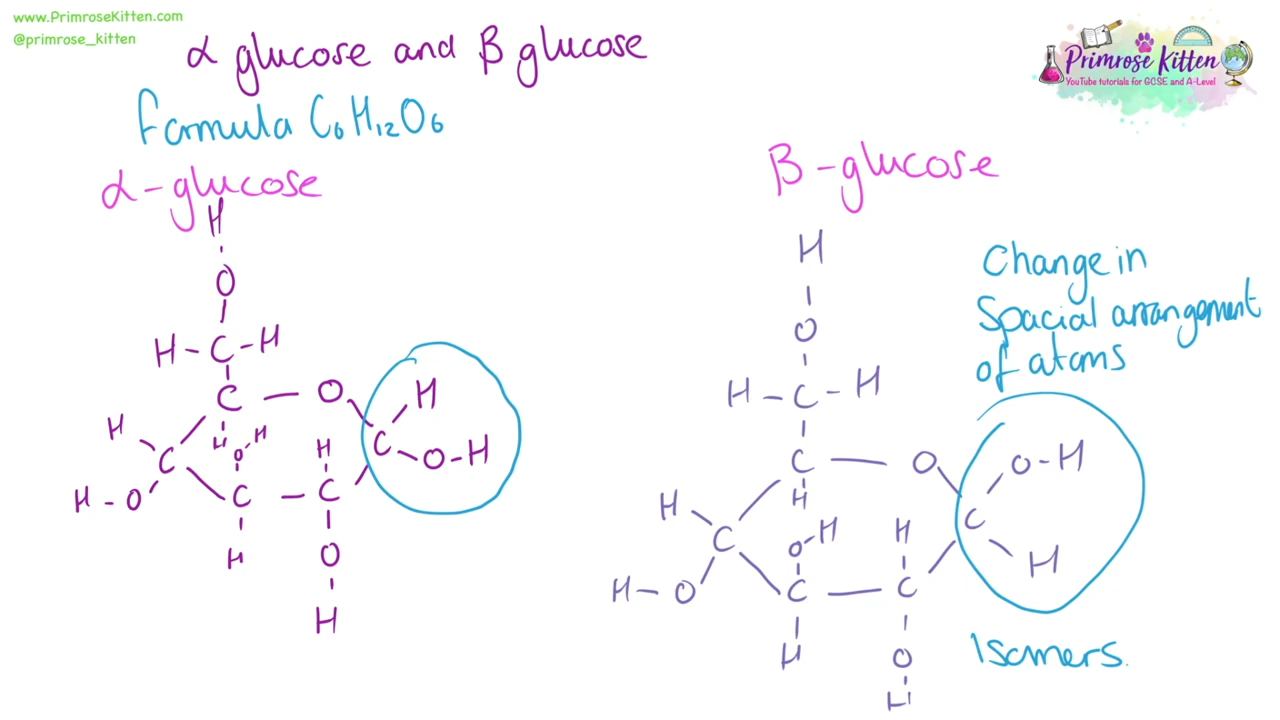 www.PrimroseKitten.com
@primrose_kitten
α glucose and β glucose
Primrose Kitten
YouTube tutorials for GCSE and A-Level
Formula C₆H₁₂O₆
α-glucose
β-glucose
H
O
H-C-H
C — O
H
H
C
H
H-O
C
H
O-H
H
O-H
C — C
H
O
H
Change in
Spacial arrangement
of atoms
H
O
H-C-H
C — O
H
O-H
H
C
H-O
C
H
O-H
H
H
C — C
H
O
H
Isomers.